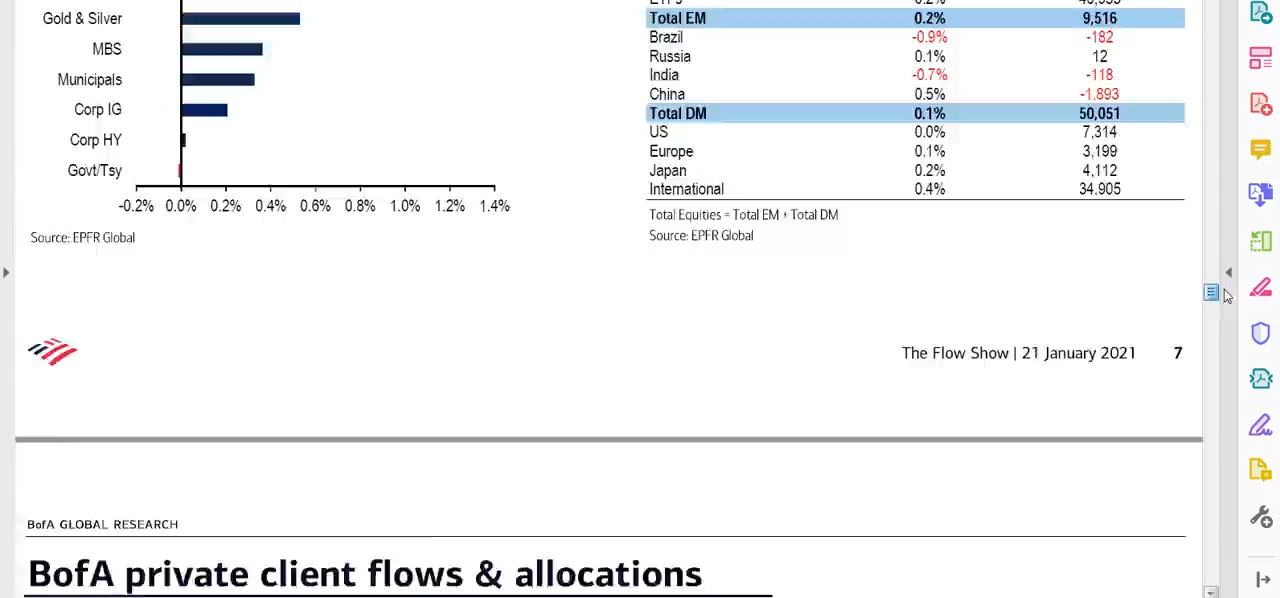 Gold & Silver
MBS
Municipals
Corp IG
Corp HY
Govt/Tsy
-0.2% 0.0% 0.2% 0.4% 0.6% 0.8% 1.0% 1.2% 1.4%
Source: EPFR Global
Total EM 0.2% 9,516
Brazil -0.9% -182
Russia 0.1% 12
India -0.7% -118
China 0.5% -1,893
Total DM 0.1% 50,051
US 0.0% 7,314
Europe 0.1% 3,199
Japan 0.2% 4,112
International 0.4% 34,905
Total Equities = Total EM + Total DM
Source: EPFR Global
The Flow Show | 21 January 2021 7
BofA GLOBAL RESEARCH
BofA private client flows & allocations